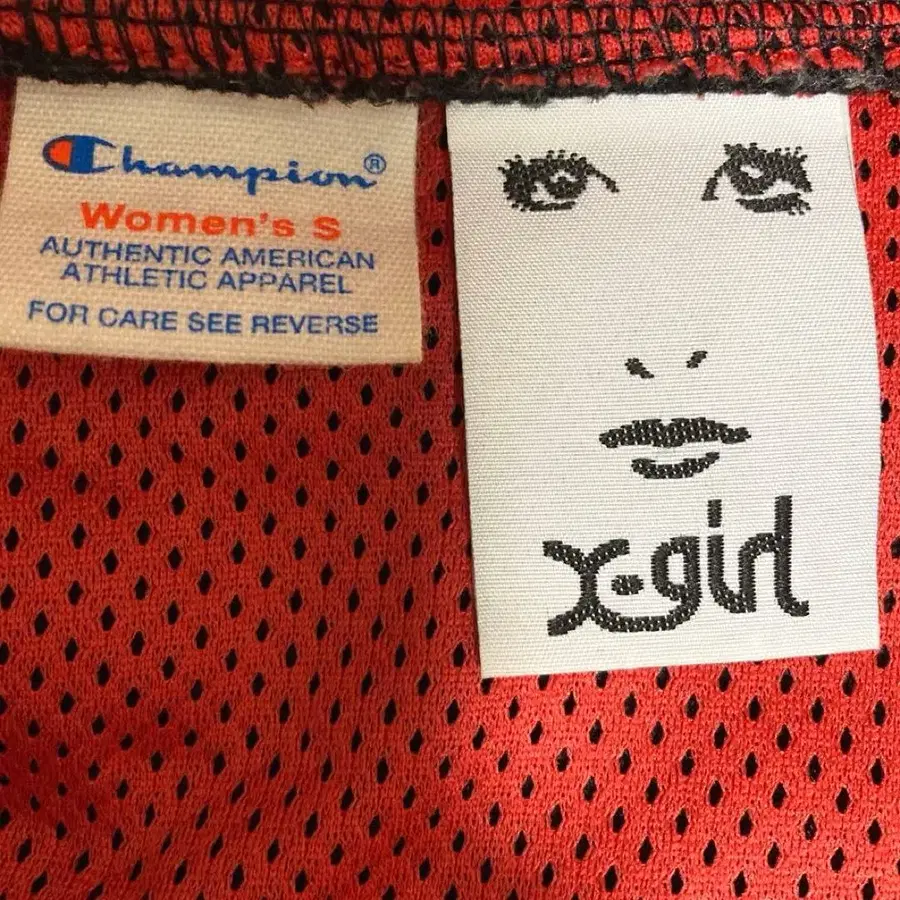 Champion®
Women's S
AUTHENTIC AMERICAN
ATHLETIC APPAREL
FOR CARE SEE REVERSE
X-girl